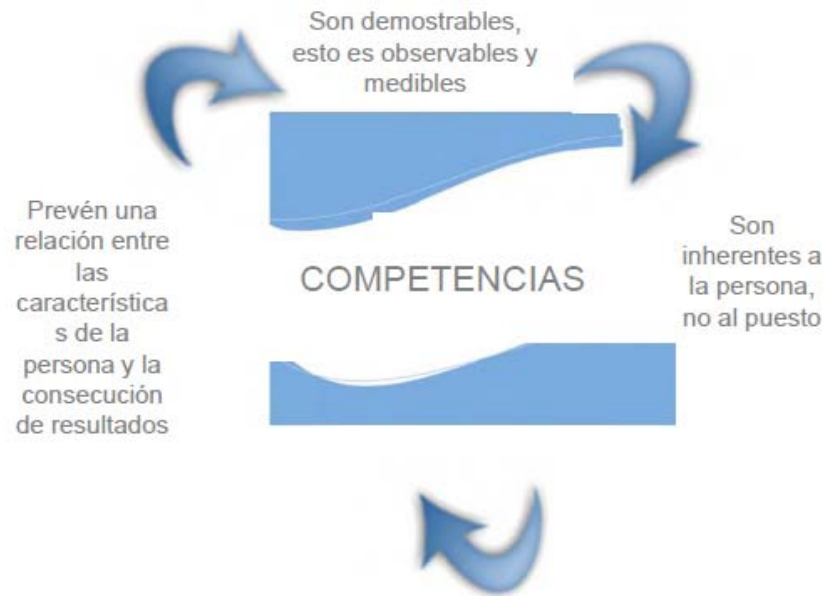 Son demostrables,
esto es observables y
medibles
Prevén una
relación entre
las
característica
s de la
persona y la
consecución
de resultados
COMPETENCIAS
Son
inherentes a
la persona,
no al puesto